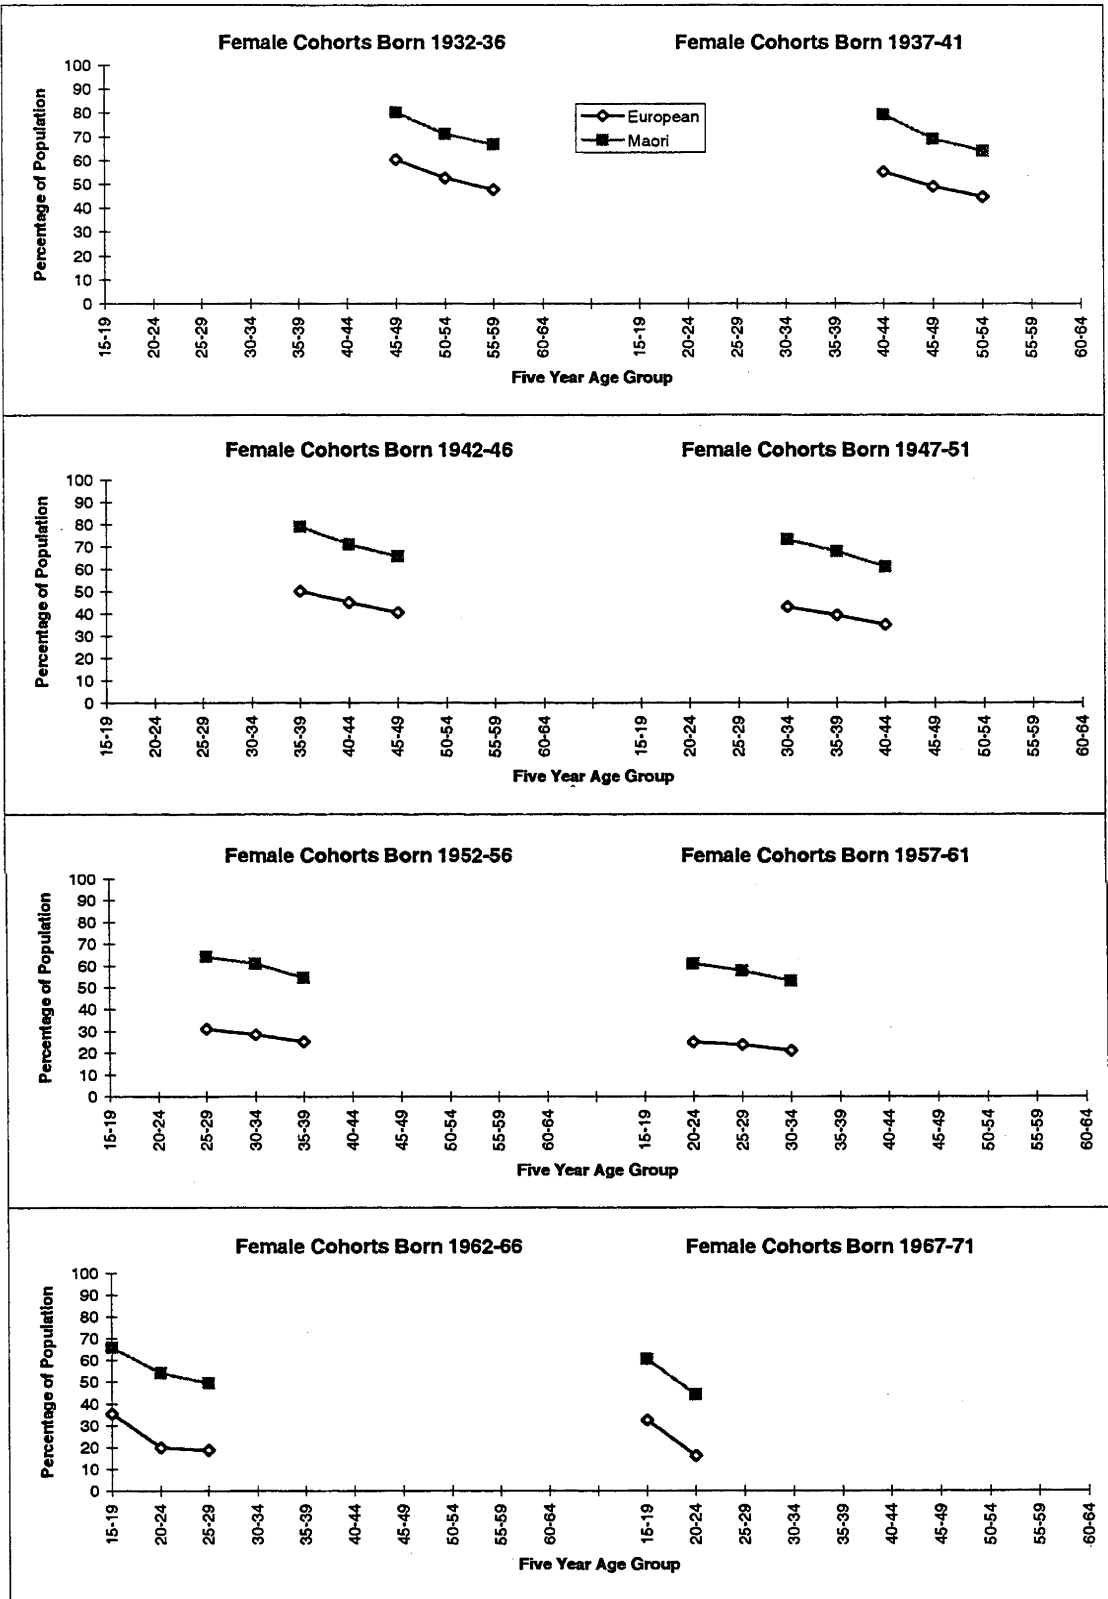 Female Cohorts Born 1932-36
Female Cohorts Born 1937-41
Percentage of Population
100
90
80
70
60
50
40
30
20
10
0
European
Maori
15-19 20-24 25-29 30-34 35-39 40-44 45-49 50-54 55-59 60-64 15-19 20-24 25-29 30-34 35-39 40-44 45-49 50-54 55-59 60-64
Five Year Age Group
Female Cohorts Born 1942-46
Female Cohorts Born 1947-51
Percentage of Population
100
90
80
70
60
50
40
30
20
10
0
15-19 20-24 25-29 30-34 35-39 40-44 45-49 50-54 55-59 60-64 15-19 20-24 25-29 30-34 35-39 40-44 45-49 50-54 55-59 60-64
Five Year Age Group
Female Cohorts Born 1952-56
Female Cohorts Born 1957-61
Percentage of Population
100
90
80
70
60
50
40
30
20
10
0
15-19 20-24 25-29 30-34 35-39 40-44 45-49 50-54 55-59 60-64 15-19 20-24 25-29 30-34 35-39 40-44 45-49 50-54 55-59 60-64
Five Year Age Group
Female Cohorts Born 1962-66
Female Cohorts Born 1967-71
Percentage of Population
100
90
80
70
60
50
40
30
20
10
0
15-19 20-24 25-29 30-34 35-39 40-44 45-49 50-54 55-59 60-64 15-19 20-24 25-29 30-34 35-39 40-44 45-49 50-54 55-59 60-64
Five Year Age Group